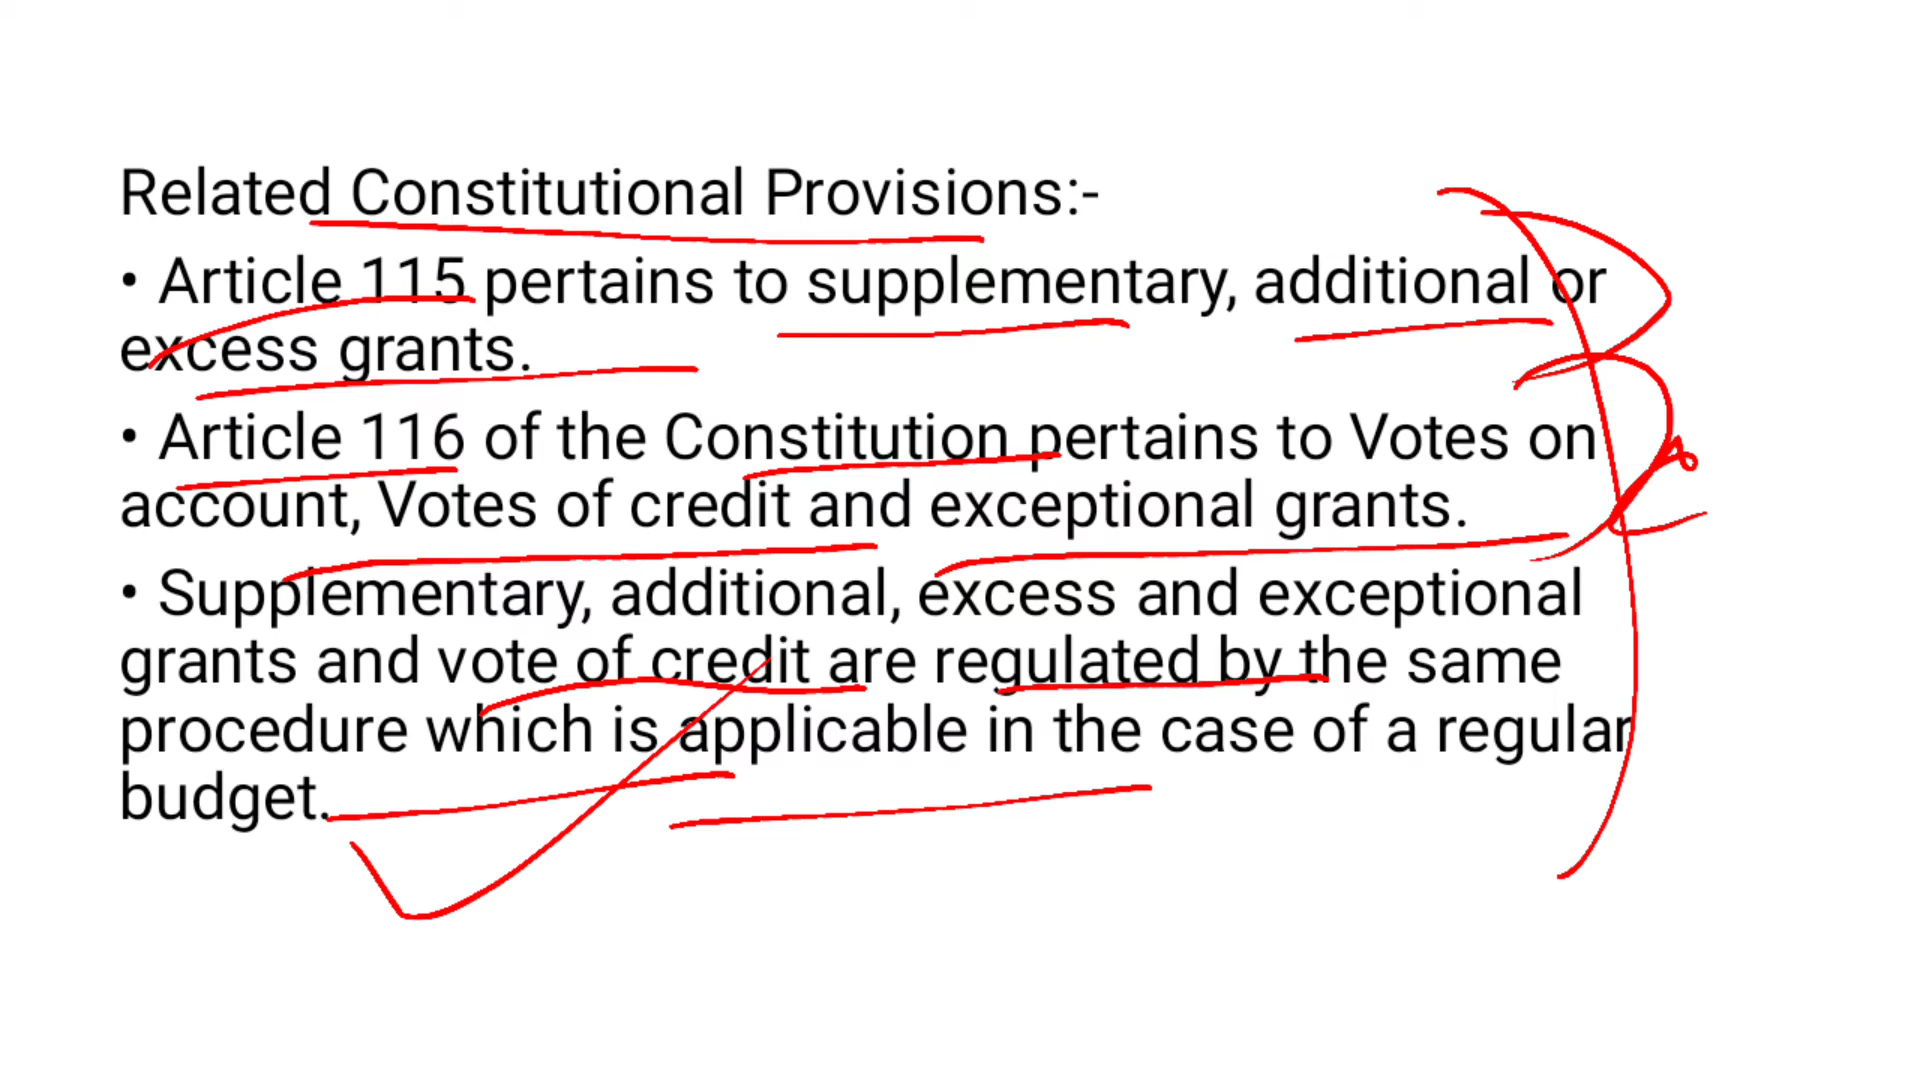 Related Constitutional Provisions:-
• Article 115 pertains to supplementary, additional or
excess grants.
• Article 116 of the Constitution pertains to Votes on
account, Votes of credit and exceptional grants.
• Supplementary, additional, excess and exceptional
grants and vote of credit are regulated by the same
procedure which is applicable in the case of a regular
budget.